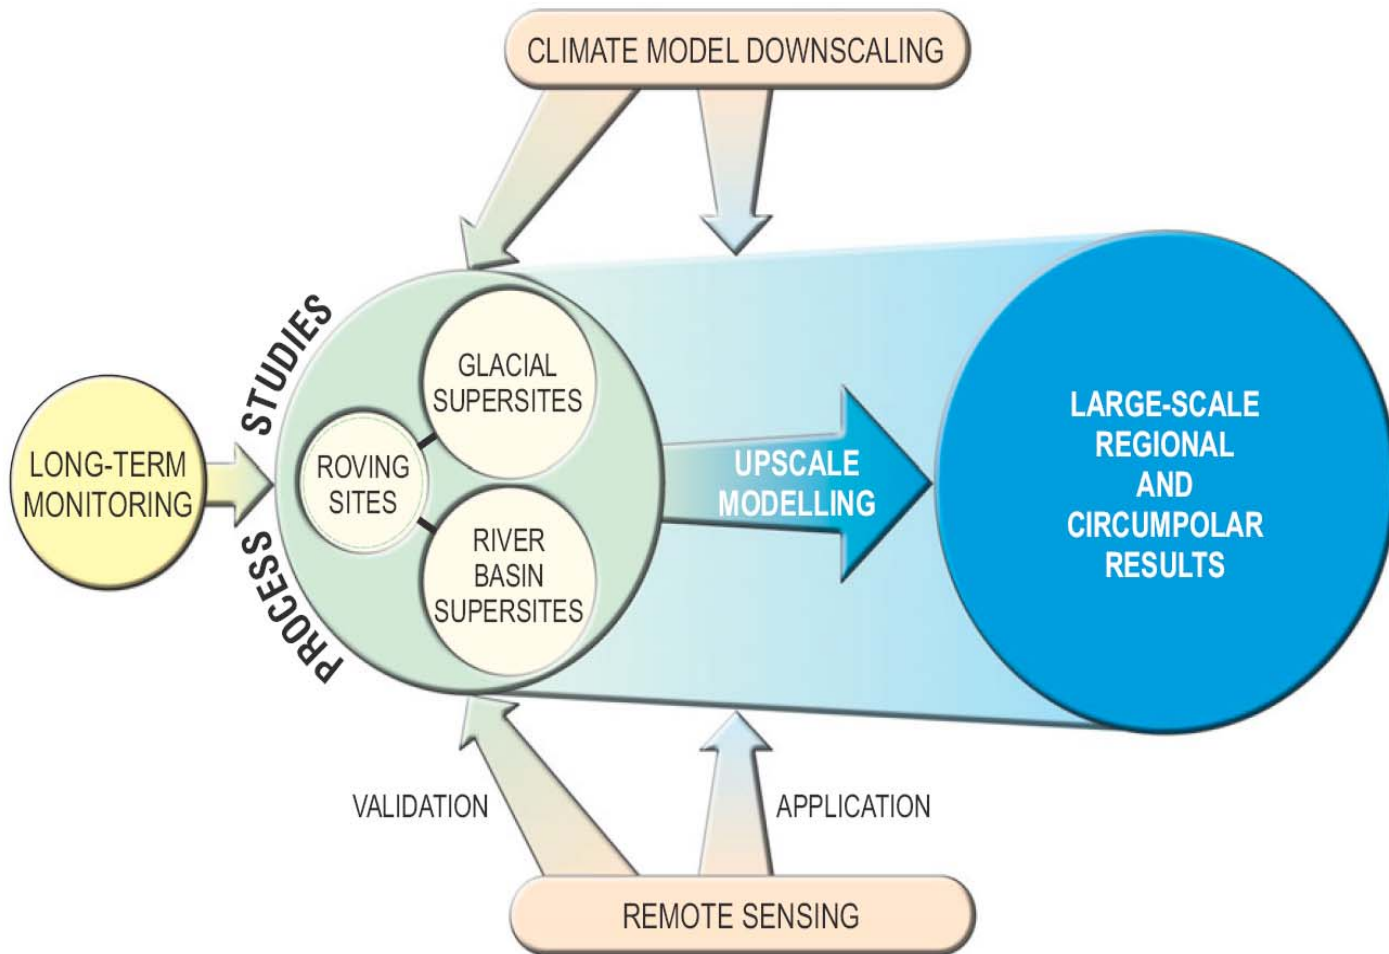 CLIMATE MODEL DOWNSCALING
PROCESS STUDIES
LONG-TERM
MONITORING
GLACIAL
SUPERSITES
ROVING
SITES
RIVER
BASIN
SUPERSITES
UPSCALE
MODELLING
LARGE-SCALE
REGIONAL
AND
CIRCUMPOLAR
RESULTS
VALIDATION
APPLICATION
REMOTE SENSING